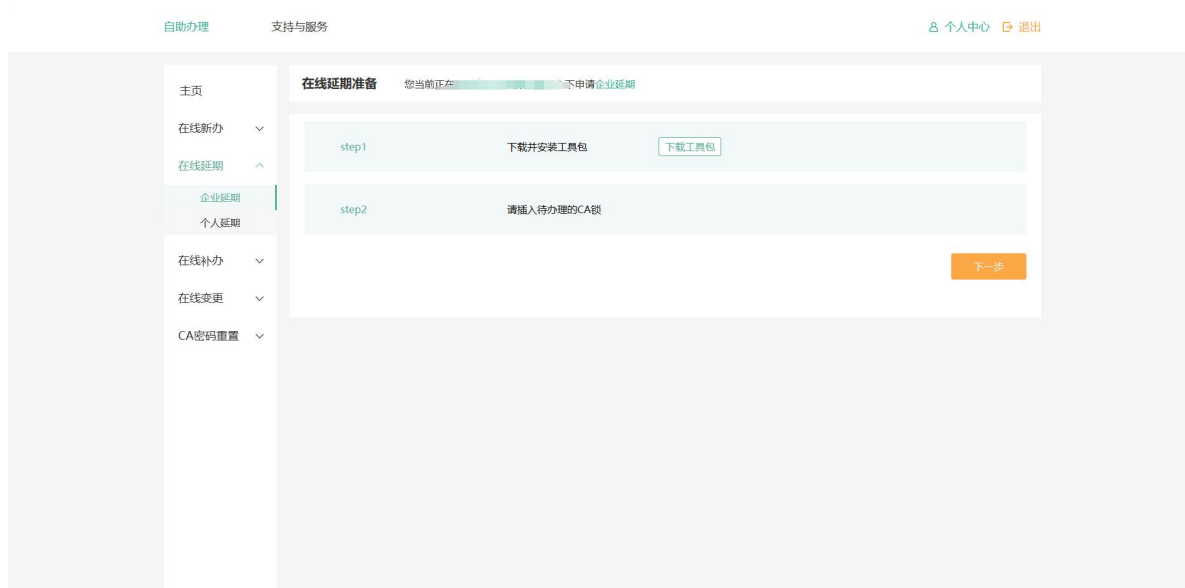 自助办理 支持与服务 个人中心 退出
主页
在线新办
在线延期
企业延期
个人延期
在线补办
在线变更
CA密码重置
在线延期准备 您当前正在 下申请企业延期
step1 下载并安装工具包 下载工具包
step2 请插入待办理的CA锁
下一步